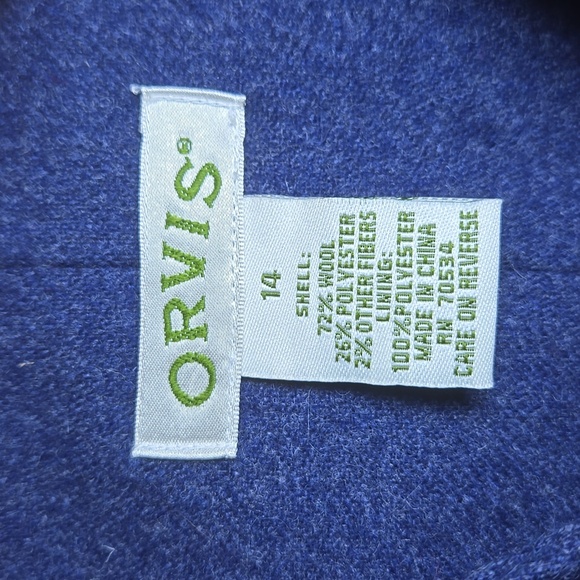 ORVIS®
14
SHELL:
72% WOOL
26% POLYESTER
2% OTHER FIBERS
LINING:
100% POLYESTER
MADE IN CHINA
RN 70534
CARE ON REVERSE